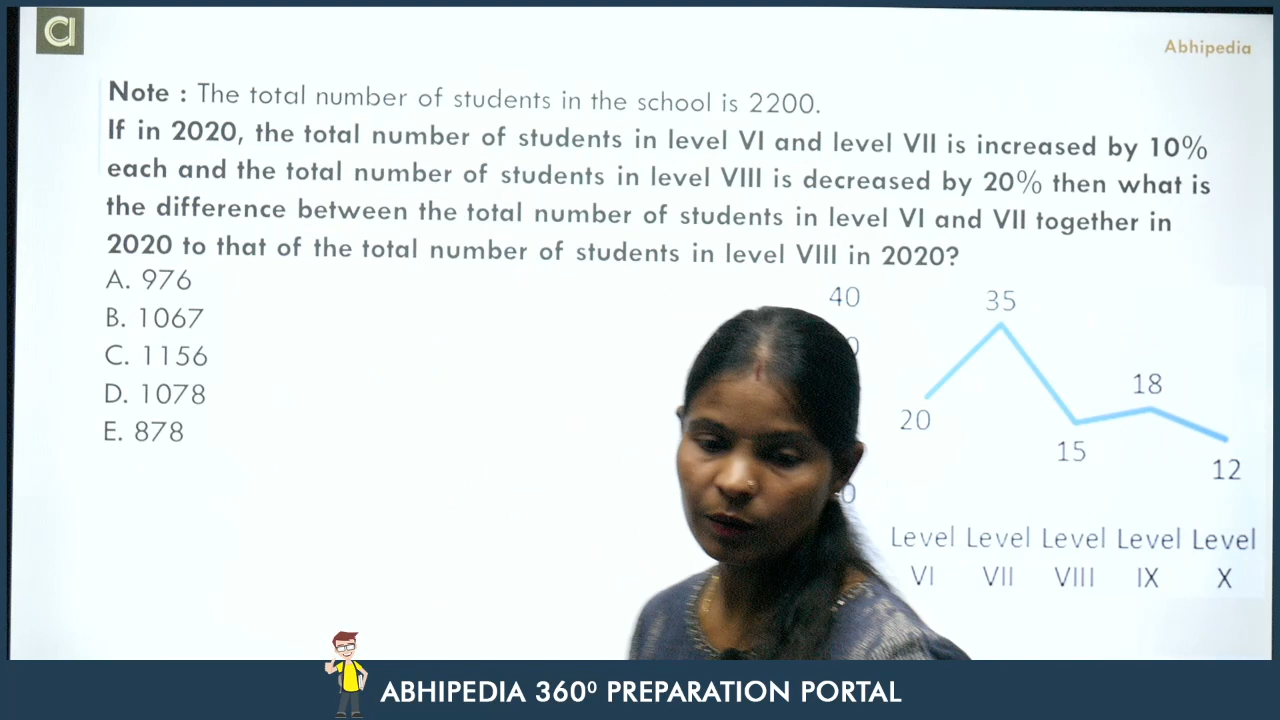 Abhipedia
Note : The total number of students in the school is 2200.
If in 2020, the total number of students in level VI and level VII is increased by 10%
each and the total number of students in level VIII is decreased by 20% then what is
the difference between the total number of students in level VI and VII together in
2020 to that of the total number of students in level VIII in 2020?
A. 976
B. 1067
C. 1156
D. 1078
E. 878
40
35
18
20
15
12
0
Level Level Level Level Level
VI VII VIII IX X
ABHIPEDIA 360⁰ PREPARATION PORTAL